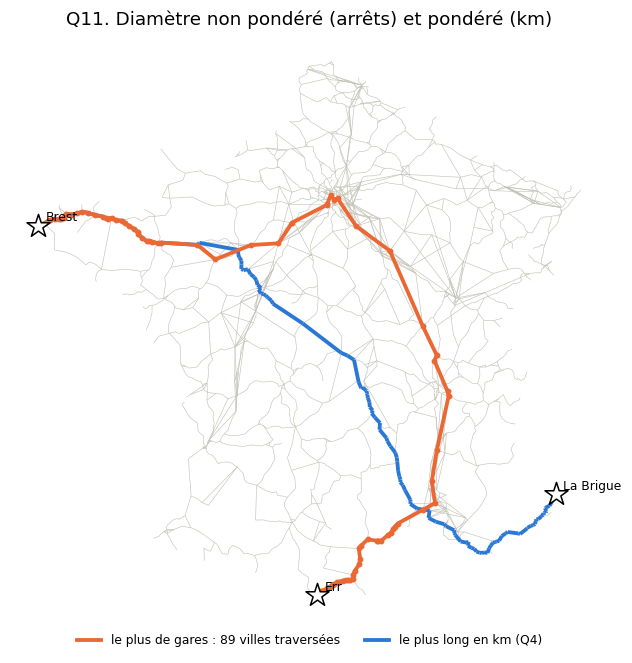 Q11. Diamètre non pondéré (arrêts) et pondéré (km)
Brest
La Brigue
Err
le plus de gares : 89 villes traversées
le plus long en km (Q4)